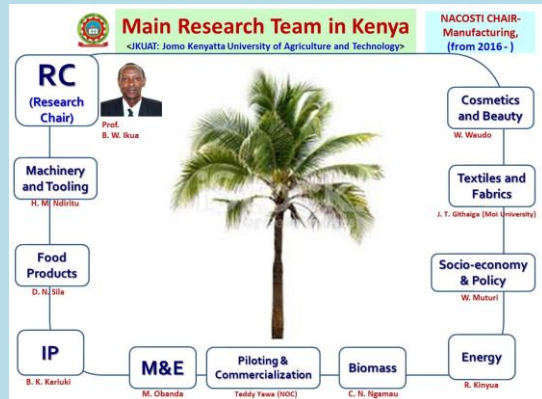 Main Research Team in Kenya
<JKUAT: Jomo Kenyatta University of Agriculture and Technology>
NACOSTI CHAIR-
Manufacturing,
(from 2016 - )
RC
(Research
Chair)
Prof.
B. W. Ikua
Machinery
and Tooling
H. M. Ndiritu
Food
Products
D. N. Sila
IP
B. K. Kariuki
M&E
M. Obanda
Piloting &
Commercialization
Teddy Yawa (NOC)
Biomass
C. N. Ngamau
Energy
R. Kinyua
Socio-economy
& Policy
W. Muturi
Textiles and
Fabrics
J. T. Githaiga (Moi University)
Cosmetics
and Beauty
W. Waudo